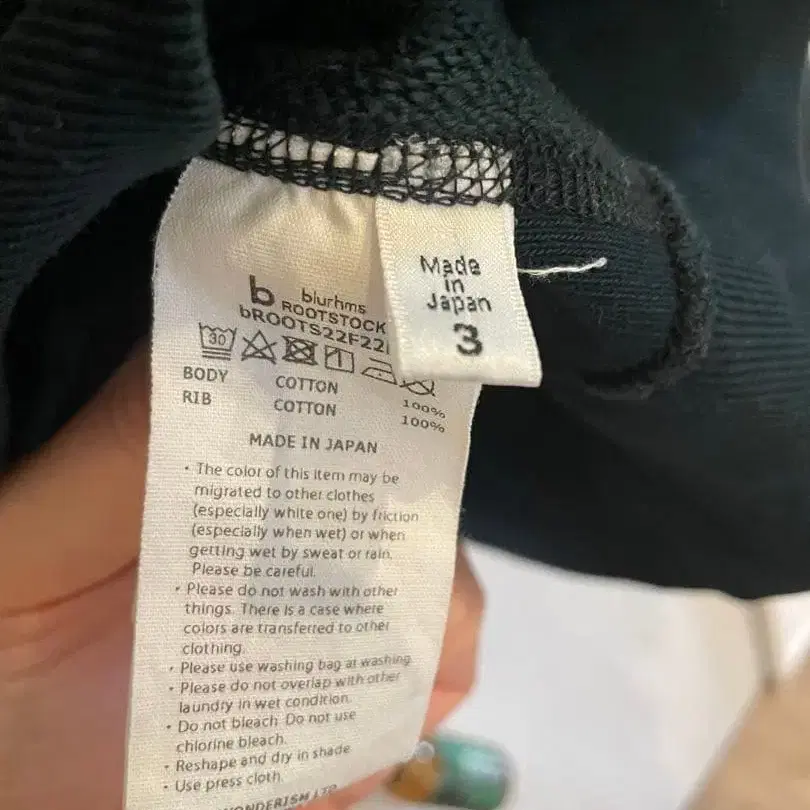 Made
in
Japan
3
b blurhms
ROOTSTOCK
bROOTS22F22
30
BODY COTTON 100%
RIB COTTON 100%
MADE IN JAPAN
• The color of this item may be
migrated to other clothes
(especially white one) by friction
(especially when wet) or when
getting wet by sweat or rain.
Please be careful.
• Please do not wash with other
things. There is a case where
colors are transferred to other
clothing.
• Please use washing bag at washing.
• Please do not overlap with other
laundry in wet condition.
• Do not bleach. Do not use
chlorine bleach.
• Reshape and dry in shade
• Use press cloth.
WONDERISM LTD